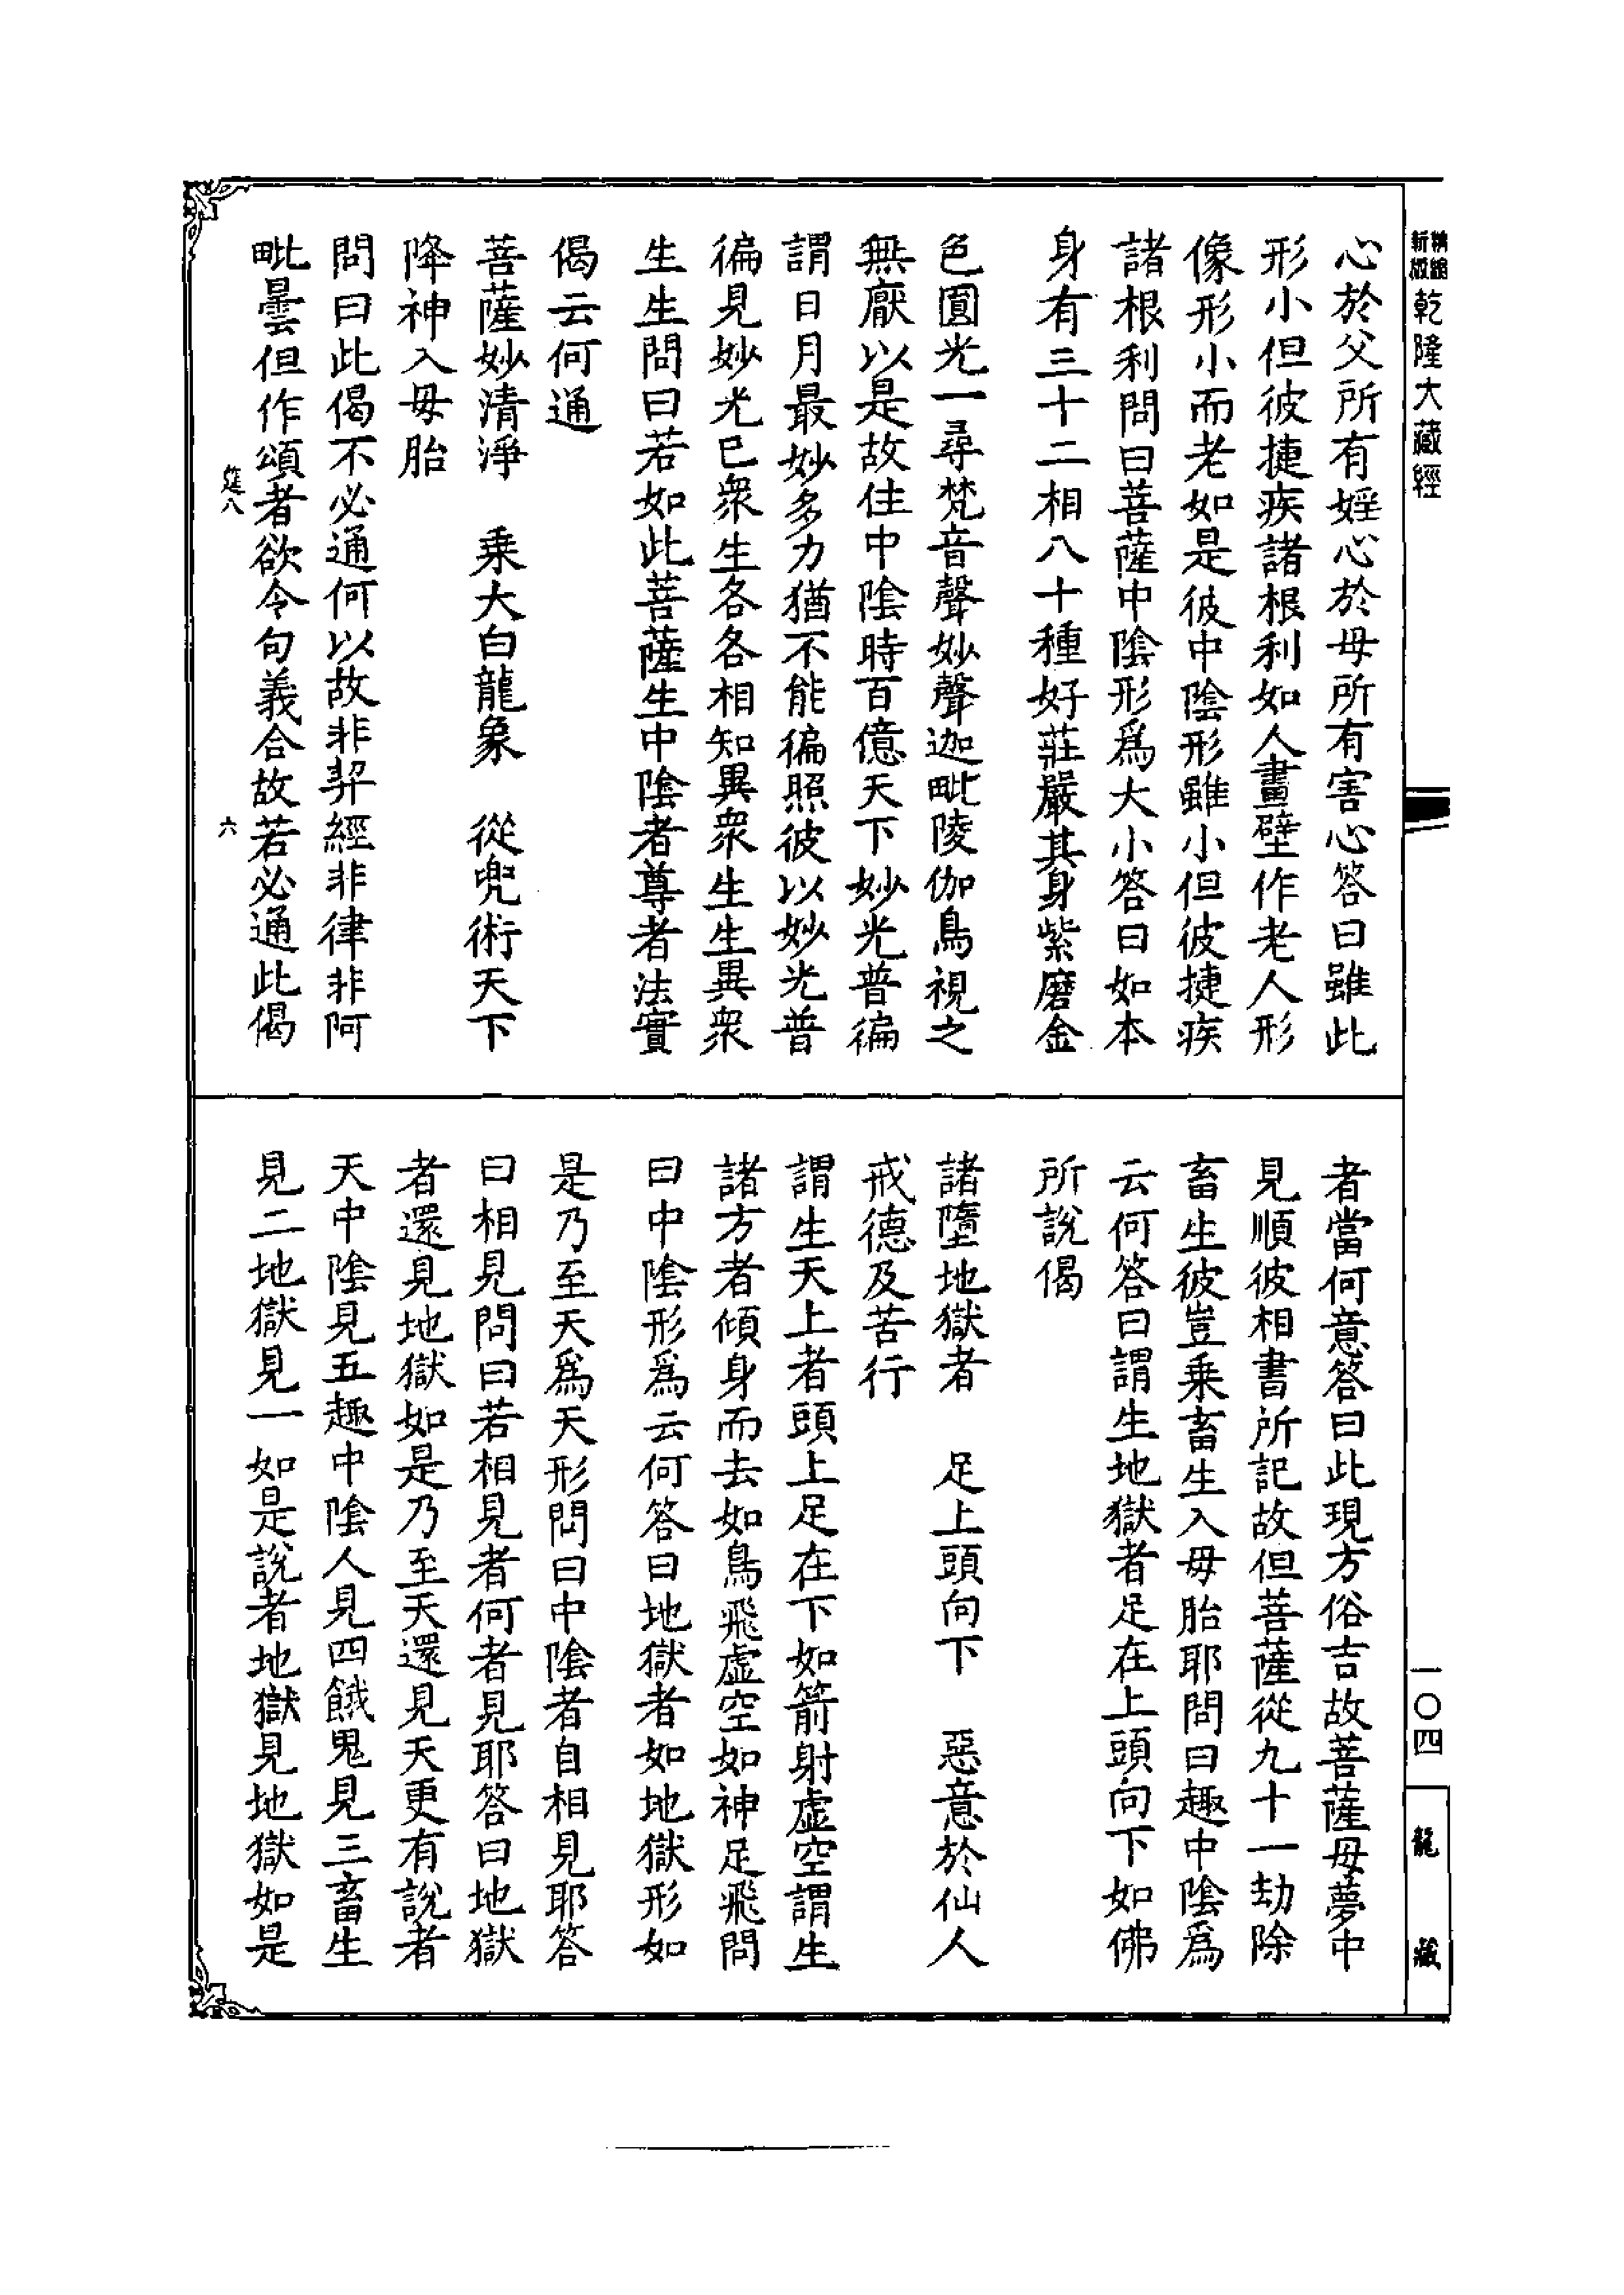 精縮
新版
乾隆大藏經
心於父所有婬心於母所有害心答曰雖此
形小但彼捷疾諸根利如人畫壁作老人形
像形小而老如是彼中陰形雖小但彼捷疾
諸根利問曰菩薩中陰形爲大小答曰如本
身有三十二相八十種好莊嚴其身紫磨金
色圓光一尋梵音聲妙聲迦毗陵伽鳥視之
無厭以是故住中陰時百億天下妙光普徧
謂日月最妙多力猶不能徧照彼以妙光普
徧見妙光已衆生各各相知異衆生生異衆
生生問曰若如此菩薩生中陰者尊者法實
偈云何通
菩薩妙清淨　乘大白龍象　從兜術天下
降神入母胎
問曰此偈不必通何以故非契經非律非阿
毗曇但作頌者欲令句義合故若必通此偈
筵八
六
者當何意答曰此現方俗吉故菩薩母夢中
見順彼相書所記故但菩薩從九十一劫除
畜生彼豈乘畜生入母胎耶問曰趣中陰爲
云何答曰謂生地獄者足在上頭向下如佛
所說偈
諸墮地獄者　足上頭向下　惡意於仙人
戒德及苦行
謂生天上者頭上足在下如箭射虛空謂生
諸方者傾身而去如鳥飛虛空如神足飛問
曰中陰形爲云何答曰地獄者如地獄形如
是乃至天爲天形問曰中陰者自相見耶答
曰相見問曰若相見者何者見耶答曰地獄
者還見地獄如是乃至天還見天更有說者
天中陰見五趣中陰人見四餓鬼見三畜生
見二地獄見一如是說者地獄見地獄如是
一〇四
龍藏